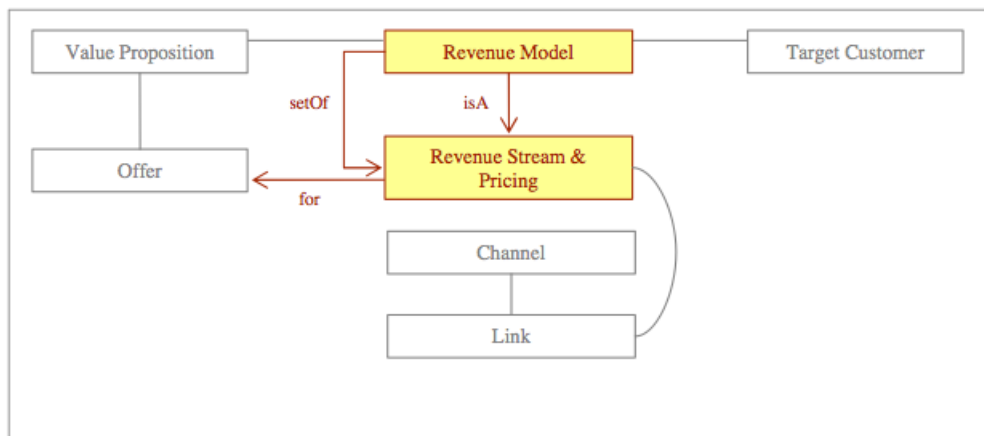 Value Proposition
Revenue Model
Target Customer
setOf
isA
Offer
Revenue Stream &
Pricing
for
Channel
Link